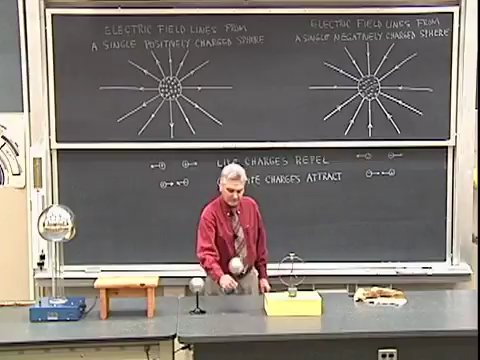 ELECTRIC FIELD LINES FROM
A SINGLE POSITIVELY CHARGED SPHERE
ELECTRIC FIELD LINES FROM
A SINGLE NEGATIVELY CHARGED SPHERE
LIKE CHARGES REPEL
CHARGES ATTRACT